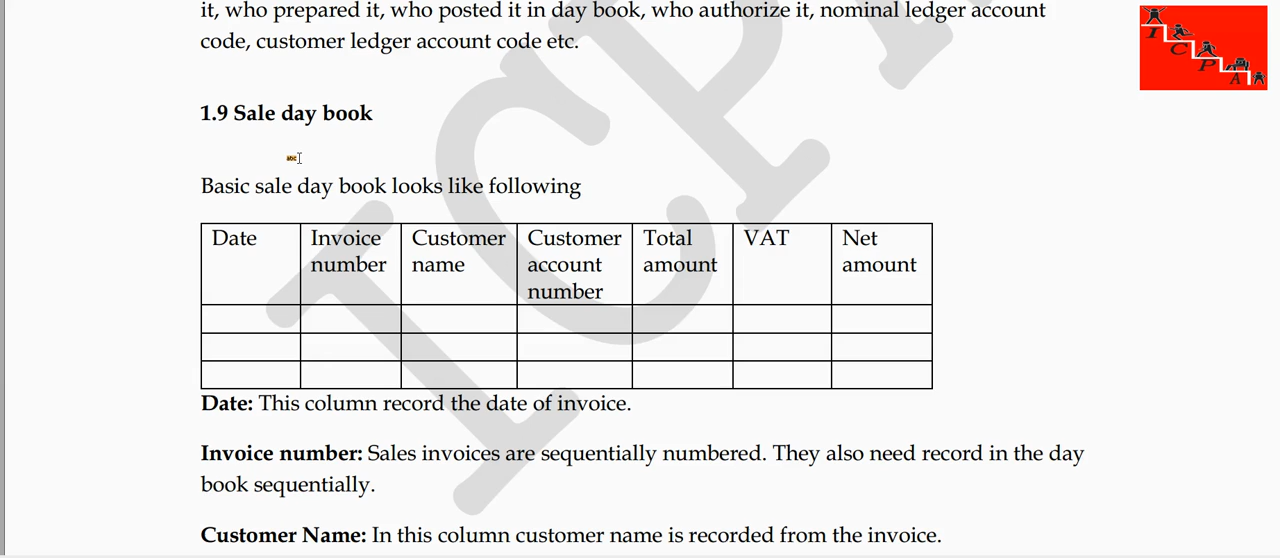 it, who prepared it, who posted it in day book, who authorize it, nominal ledger account
code, customer ledger account code etc.
I
C
P
A
1.9 Sale day book
abc
Basic sale day book looks like following
Date Invoice number Customer name Customer account number Total amount VAT Net amount
Date: This column record the date of invoice.
Invoice number: Sales invoices are sequentially numbered. They also need record in the day
book sequentially.
Customer Name: In this column customer name is recorded from the invoice.
ICPA